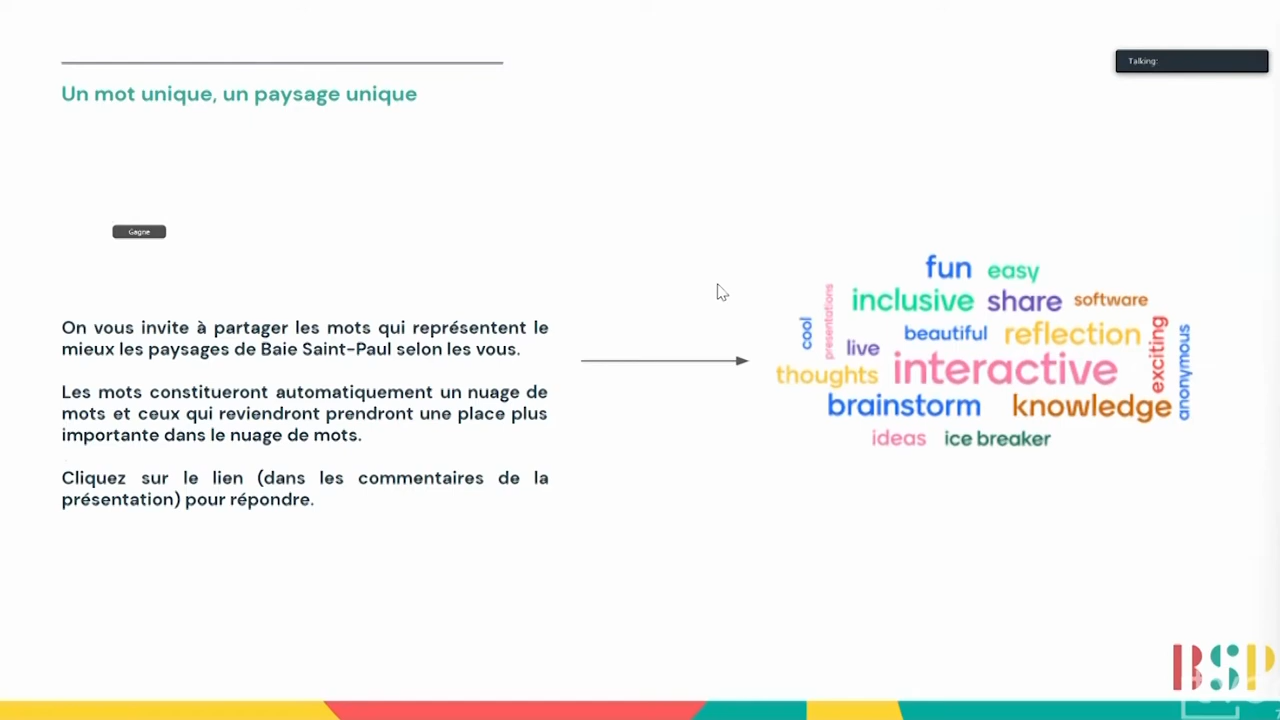 Talking:
Un mot unique, un paysage unique
Gagne
On vous invite à partager les mots qui représentent le
mieux les paysages de Baie Saint-Paul selon les vous.
Les mots constitueront automatiquement un nuage de
mots et ceux qui reviendront prendront une place plus
importante dans le nuage de mots.
Cliquez sur le lien (dans les commentaires de la
présentation) pour répondre.
fun easy
inclusive share software
cool presentations live beautiful reflection exciting anonymous
thoughts interactive
brainstorm knowledge
ideas ice breaker
BSP